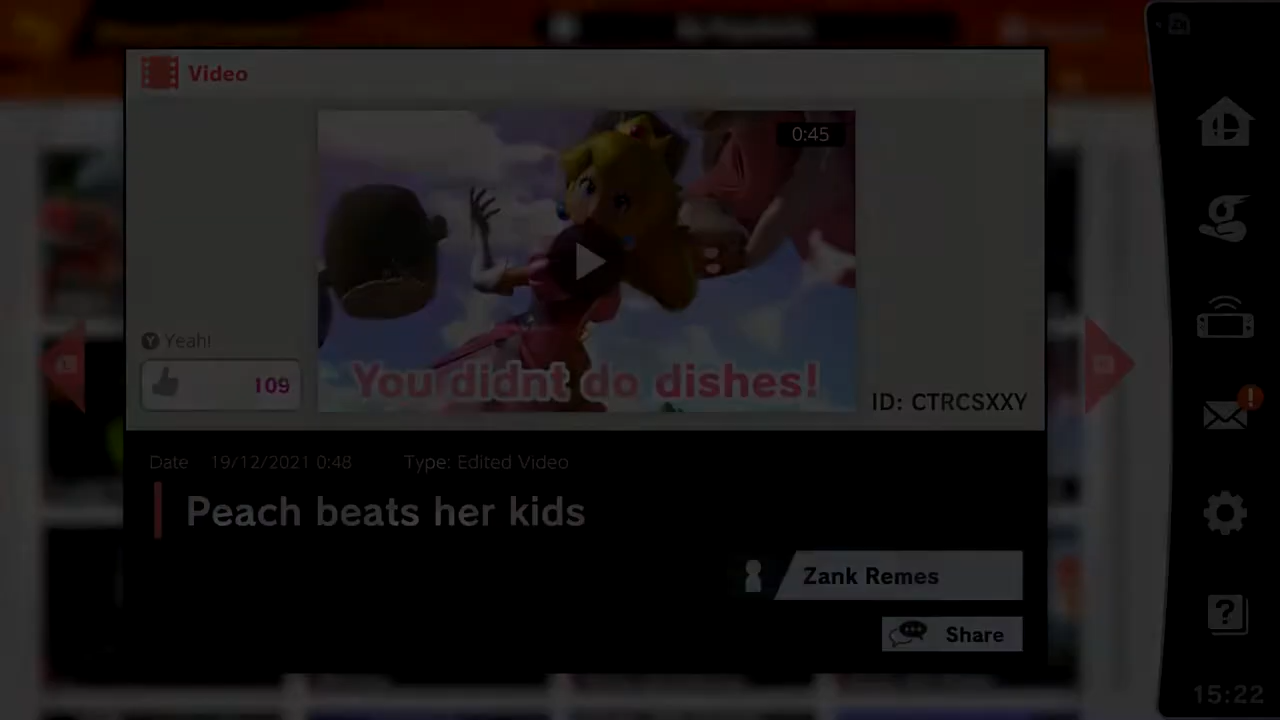 Video
0:45
Yeah!
109
You didnt do dishes!
ID: CTRCSXXY
Date 19/12/2021 0:48 Type: Edited Video
Peach beats her kids
Zank Remes
Share
15:22